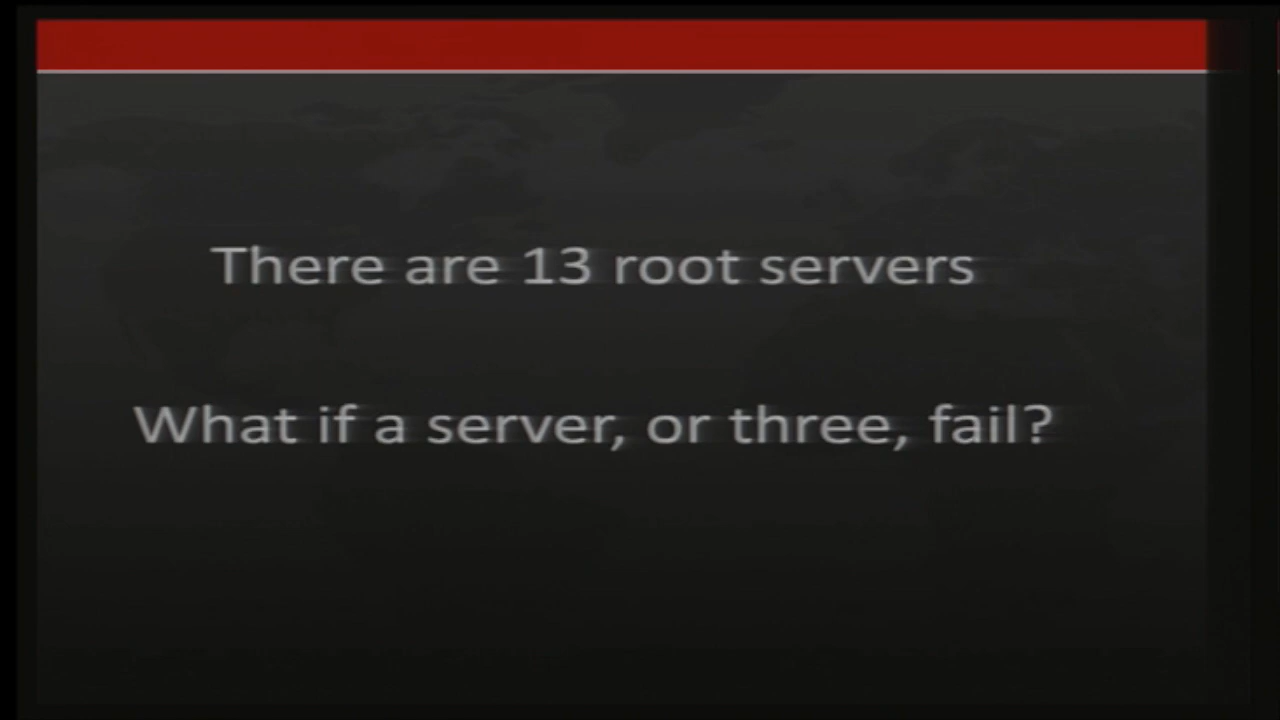 There are 13 root servers
What if a server, or three, fail?